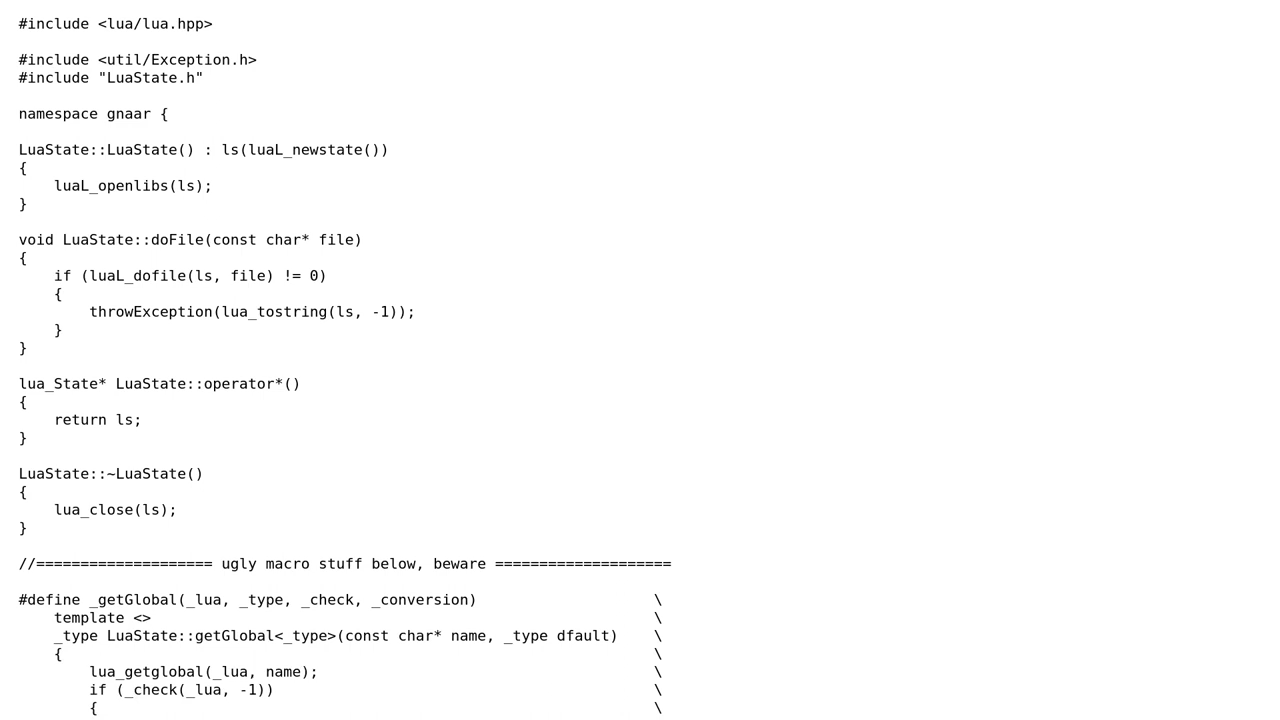 #include <lua/lua.hpp>

#include <util/Exception.h>
#include "LuaState.h"

namespace gnaar {

LuaState::LuaState() : ls(luaL_newstate())
{
    luaL_openlibs(ls);
}

void LuaState::doFile(const char* file)
{
    if (luaL_dofile(ls, file) != 0)
    {
        throwException(lua_tostring(ls, -1));
    }
}

lua_State* LuaState::operator*()
{
    return ls;
}

LuaState::~LuaState()
{
    lua_close(ls);
}

//==================== ugly macro stuff below, beware ====================

#define _getGlobal(_lua, _type, _check, _conversion)                    \
    template <>                                                         \
    _type LuaState::getGlobal<_type>(const char* name, _type dfault)    \
    {                                                                   \
        lua_getglobal(_lua, name);                                      \
        if (_check(_lua, -1))                                           \
        {                                                               \